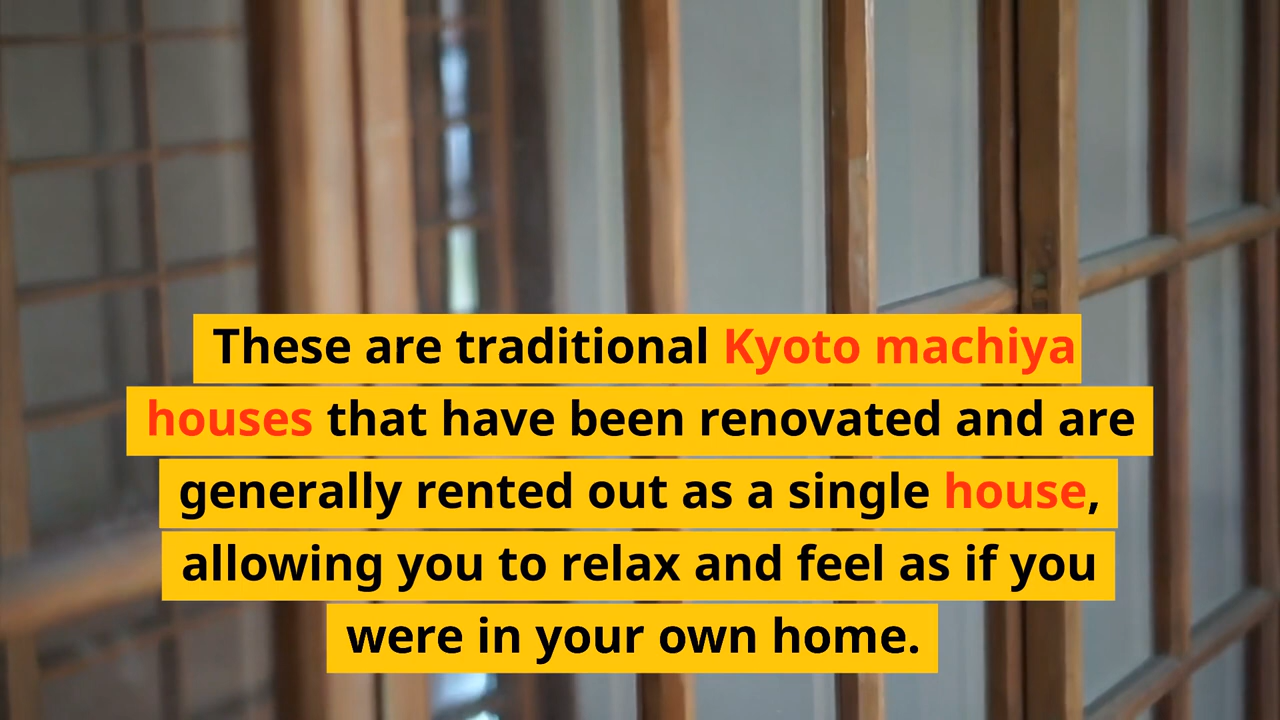 These are traditional Kyoto machiya
houses that have been renovated and are
generally rented out as a single house,
allowing you to relax and feel as if you
were in your own home.